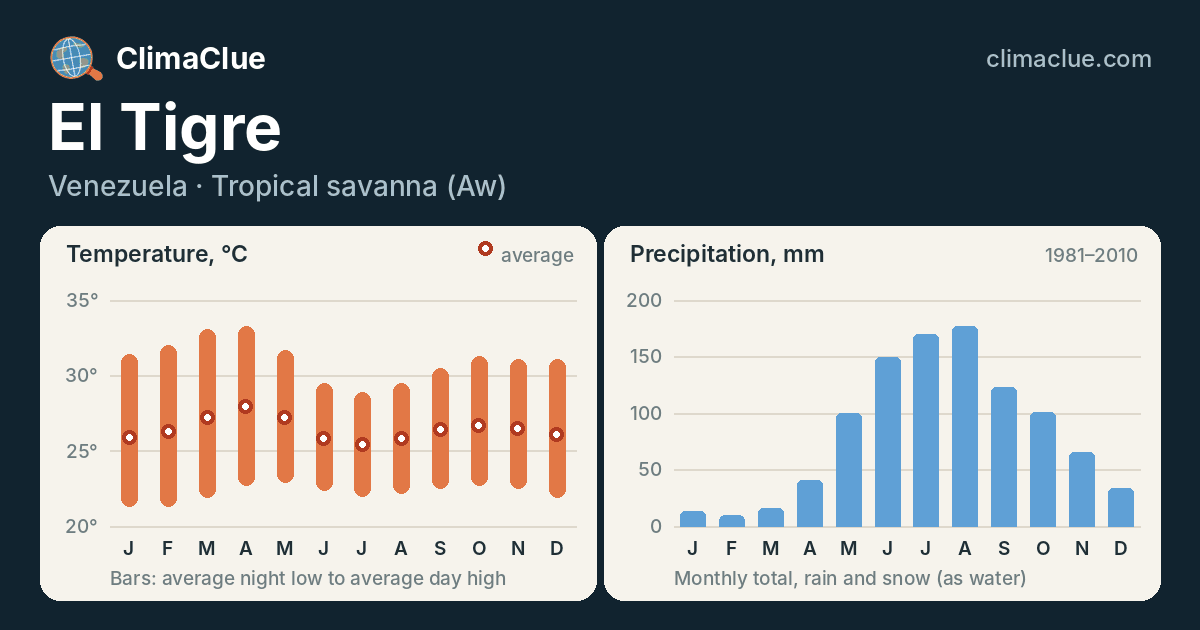 ClimaClue
climaclue.com
El Tigre
Venezuela · Tropical savanna (Aw)
Temperature, °C
average
35°
30°
25°
20°
J F M A M J J A S O N D
Bars: average night low to average day high
Precipitation, mm
1981–2010
200
150
100
50
0
J F M A M J J A S O N D
Monthly total, rain and snow (as water)